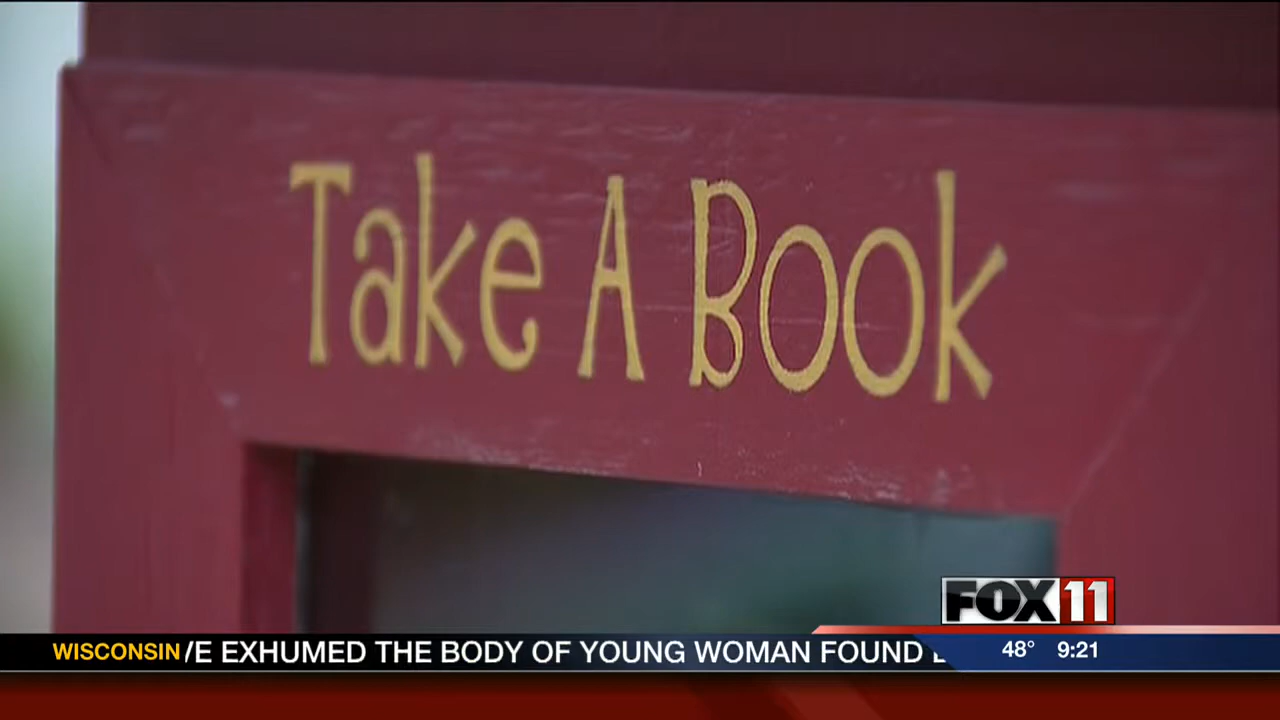 Take A Book
FOX 11
WISCONSIN
EXHUMED THE BODY OF YOUNG WOMAN FOUND
48° 9:21